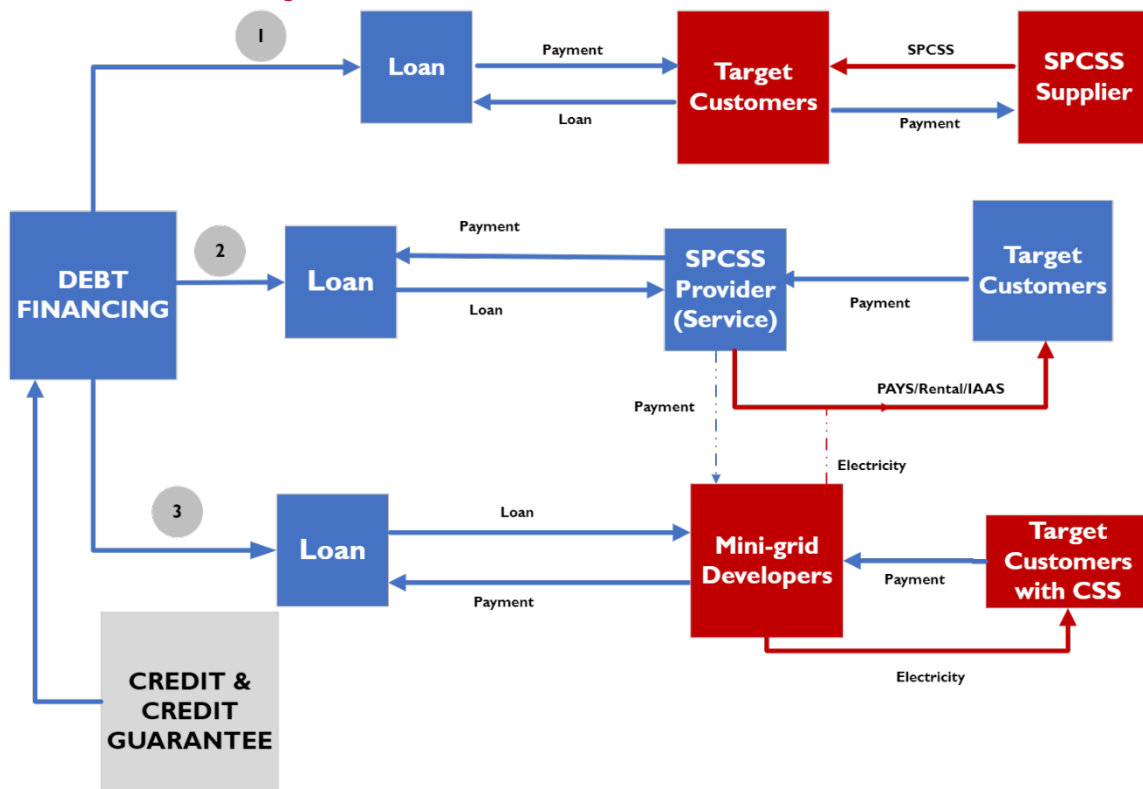 1
Loan
Payment
Loan
Target
Customers
SPCSS
Payment
SPCSS
Supplier
DEBT
FINANCING
2
Loan
Payment
Loan
SPCSS
Provider
(Service)
Payment
Target
Customers
PAYS/Rental/IAAS
Payment
Electricity
3
Loan
Loan
Payment
Mini-grid
Developers
Payment
Target
Customers
with CSS
Electricity
CREDIT &
CREDIT
GUARANTEE